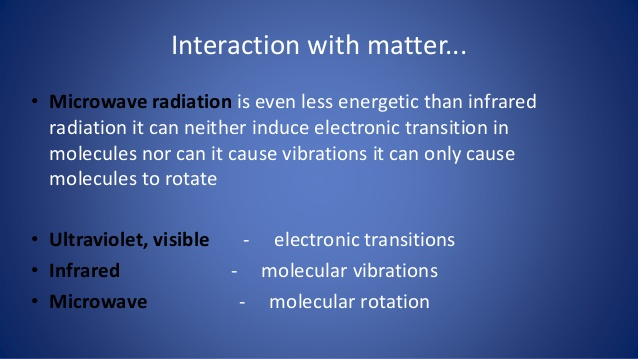 Interaction with matter...
• Microwave radiation is even less energetic than infrared
radiation it can neither induce electronic transition in
molecules nor can it cause vibrations it can only cause
molecules to rotate
• Ultraviolet, visible - electronic transitions
• Infrared - molecular vibrations
• Microwave - molecular rotation